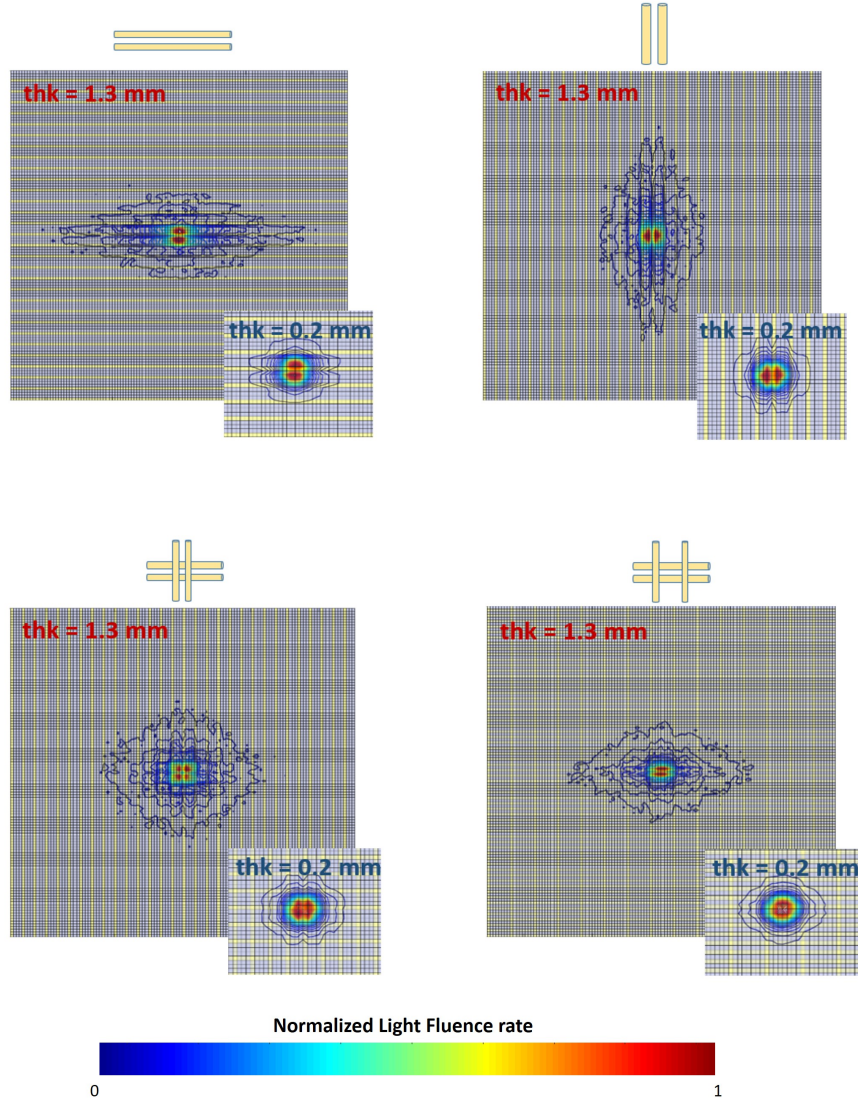 thk = 1.3 mm
thk = 1.3 mm
thk = 0.2 mm
thk = 0.2 mm
thk = 1.3 mm
thk = 1.3 mm
thk = 0.2 mm
thk = 0.2 mm
Normalized Light Fluence rate
0
1